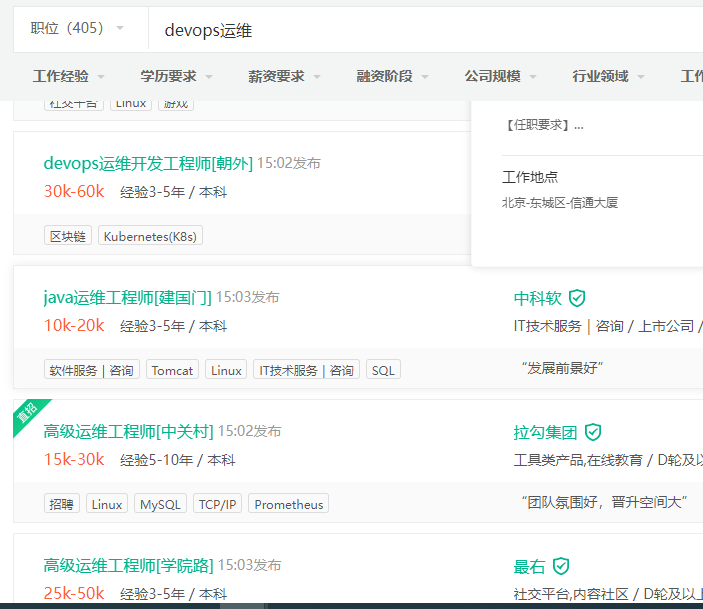 职位（405）
devops运维
工作经验 学历要求 薪资要求 融资阶段 公司规模 行业领域 工作
社交平台 Linux 游戏
【任职要求】...
工作地点
北京-东城区-信通大厦
devops运维开发工程师[朝外] 15:02发布
30k-60k 经验3-5年 / 本科
区块链 Kubernetes(K8s)
java运维工程师[建国门] 15:03发布
10k-20k 经验3-5年 / 本科
软件服务｜咨询 Tomcat Linux IT技术服务｜咨询 SQL
中科软
IT技术服务｜咨询 / 上市公司 /
“发展前景好”
直招
高级运维工程师[中关村] 15:02发布
15k-30k 经验5-10年 / 本科
招聘 Linux MySQL TCP/IP Prometheus
拉勾集团
工具类产品,在线教育 / D轮及以
“团队氛围好，晋升空间大”
高级运维工程师[学院路] 15:03发布
25k-50k 经验3-5年 / 本科
最右
社交平台,内容社区 / D轮及以上